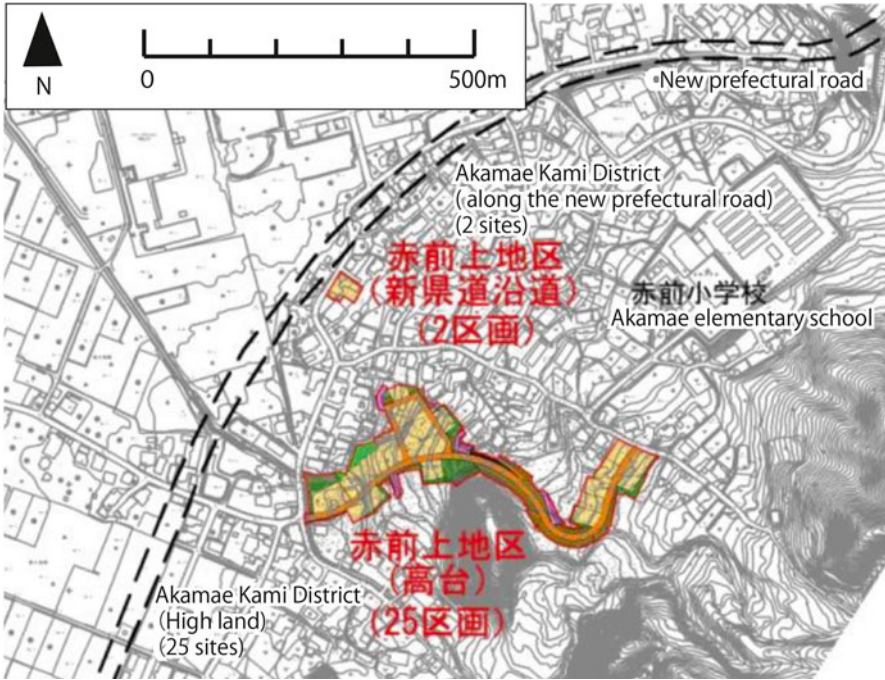 N
0
500m
New prefectural road
Akamae Kami District
( along the new prefectural road)
(2 sites)
赤前上地区
(新県道沿道)
(2区画)
赤前小学校
Akamae elementary school
赤前上地区
(高台)
(25区画)
Akamae Kami District
(High land)
(25 sites)